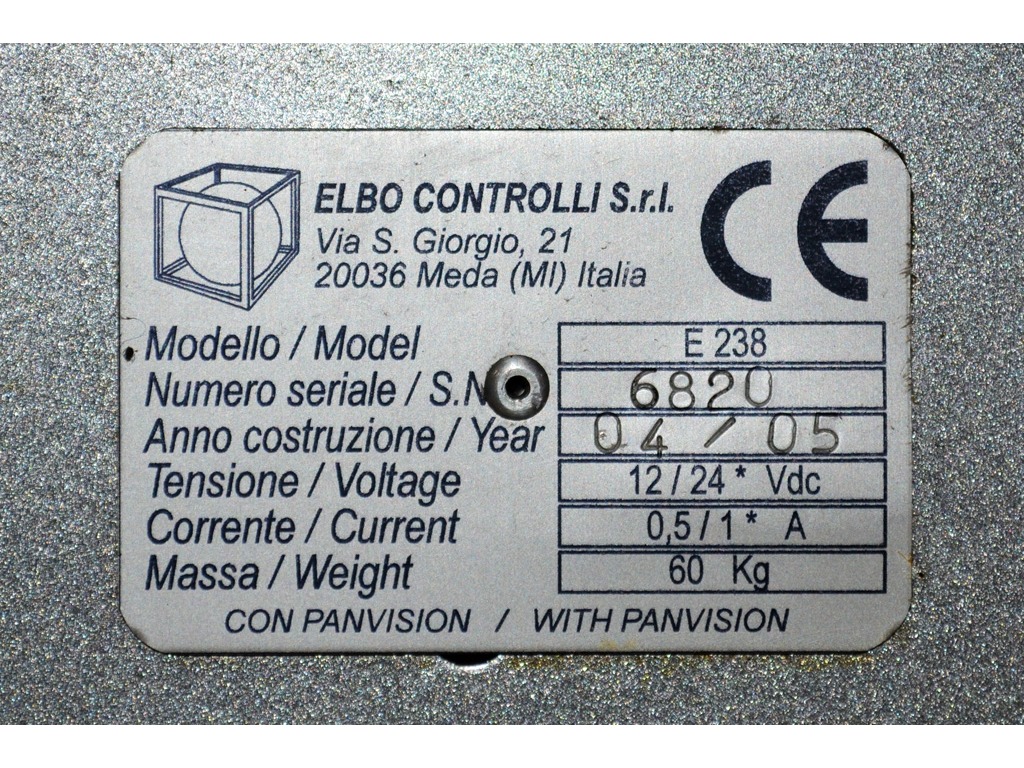 ELBO CONTROLLI S.r.l.
Via S. Giorgio, 21
20036 Meda (MI) Italia
CE
Modello / Model E 238
Numero seriale / S.N 6820
Anno costruzione / Year 04 / 05
Tensione / Voltage 12 / 24 * Vdc
Corrente / Current 0,5 / 1 * A
Massa / Weight 60 Kg
CON PANVISION / WITH PANVISION